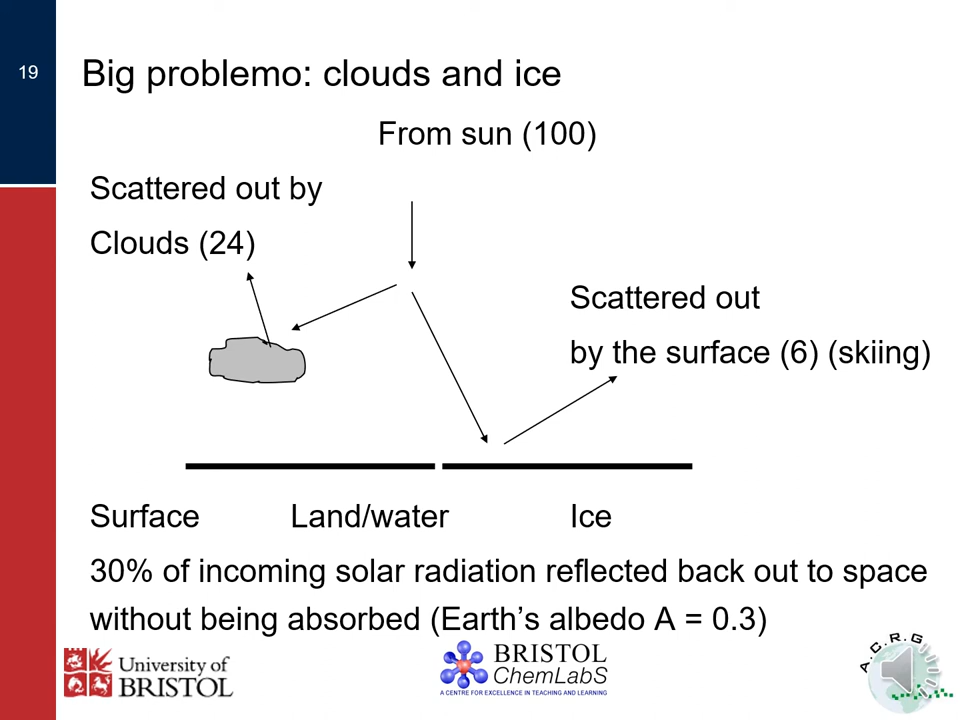 19
Big problemo: clouds and ice
From sun (100)
Scattered out by
Clouds (24)
Scattered out
by the surface (6) (skiing)
Surface Land/water Ice
30% of incoming solar radiation reflected back out to space
without being absorbed (Earth’s albedo A = 0.3)
University of
BRISTOL
BRISTOL
ChemLabS
A CENTRE FOR EXCELLENCE IN TEACHING AND LEARNING
A.C.R.G